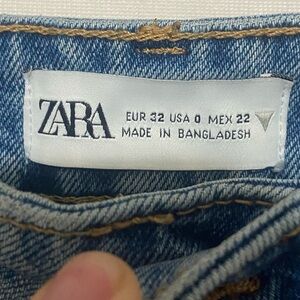 ZARA
EUR 32 USA 0 MEX 22
MADE IN BANGLADESH